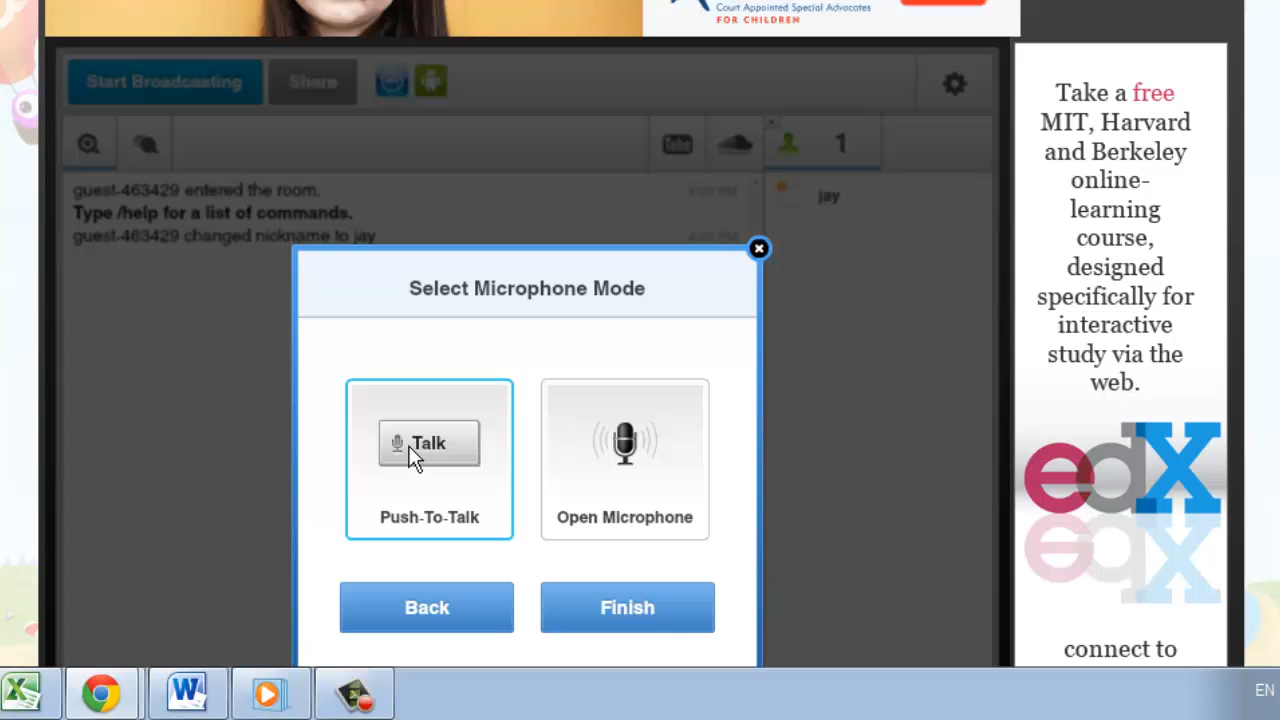 Court Appointed Special Advocates
FOR CHILDREN
Start Broadcasting
Share
You Tube
1
guest-463429 entered the room.
Type /help for a list of commands.
guest-463429 changed nickname to jay
jay
Select Microphone Mode
Talk
Push-To-Talk
Open Microphone
Back
Finish
Take a free
MIT, Harvard
and Berkeley
online-
learning
course,
designed
specifically for
interactive
study via the
web.
edX
connect to
EN